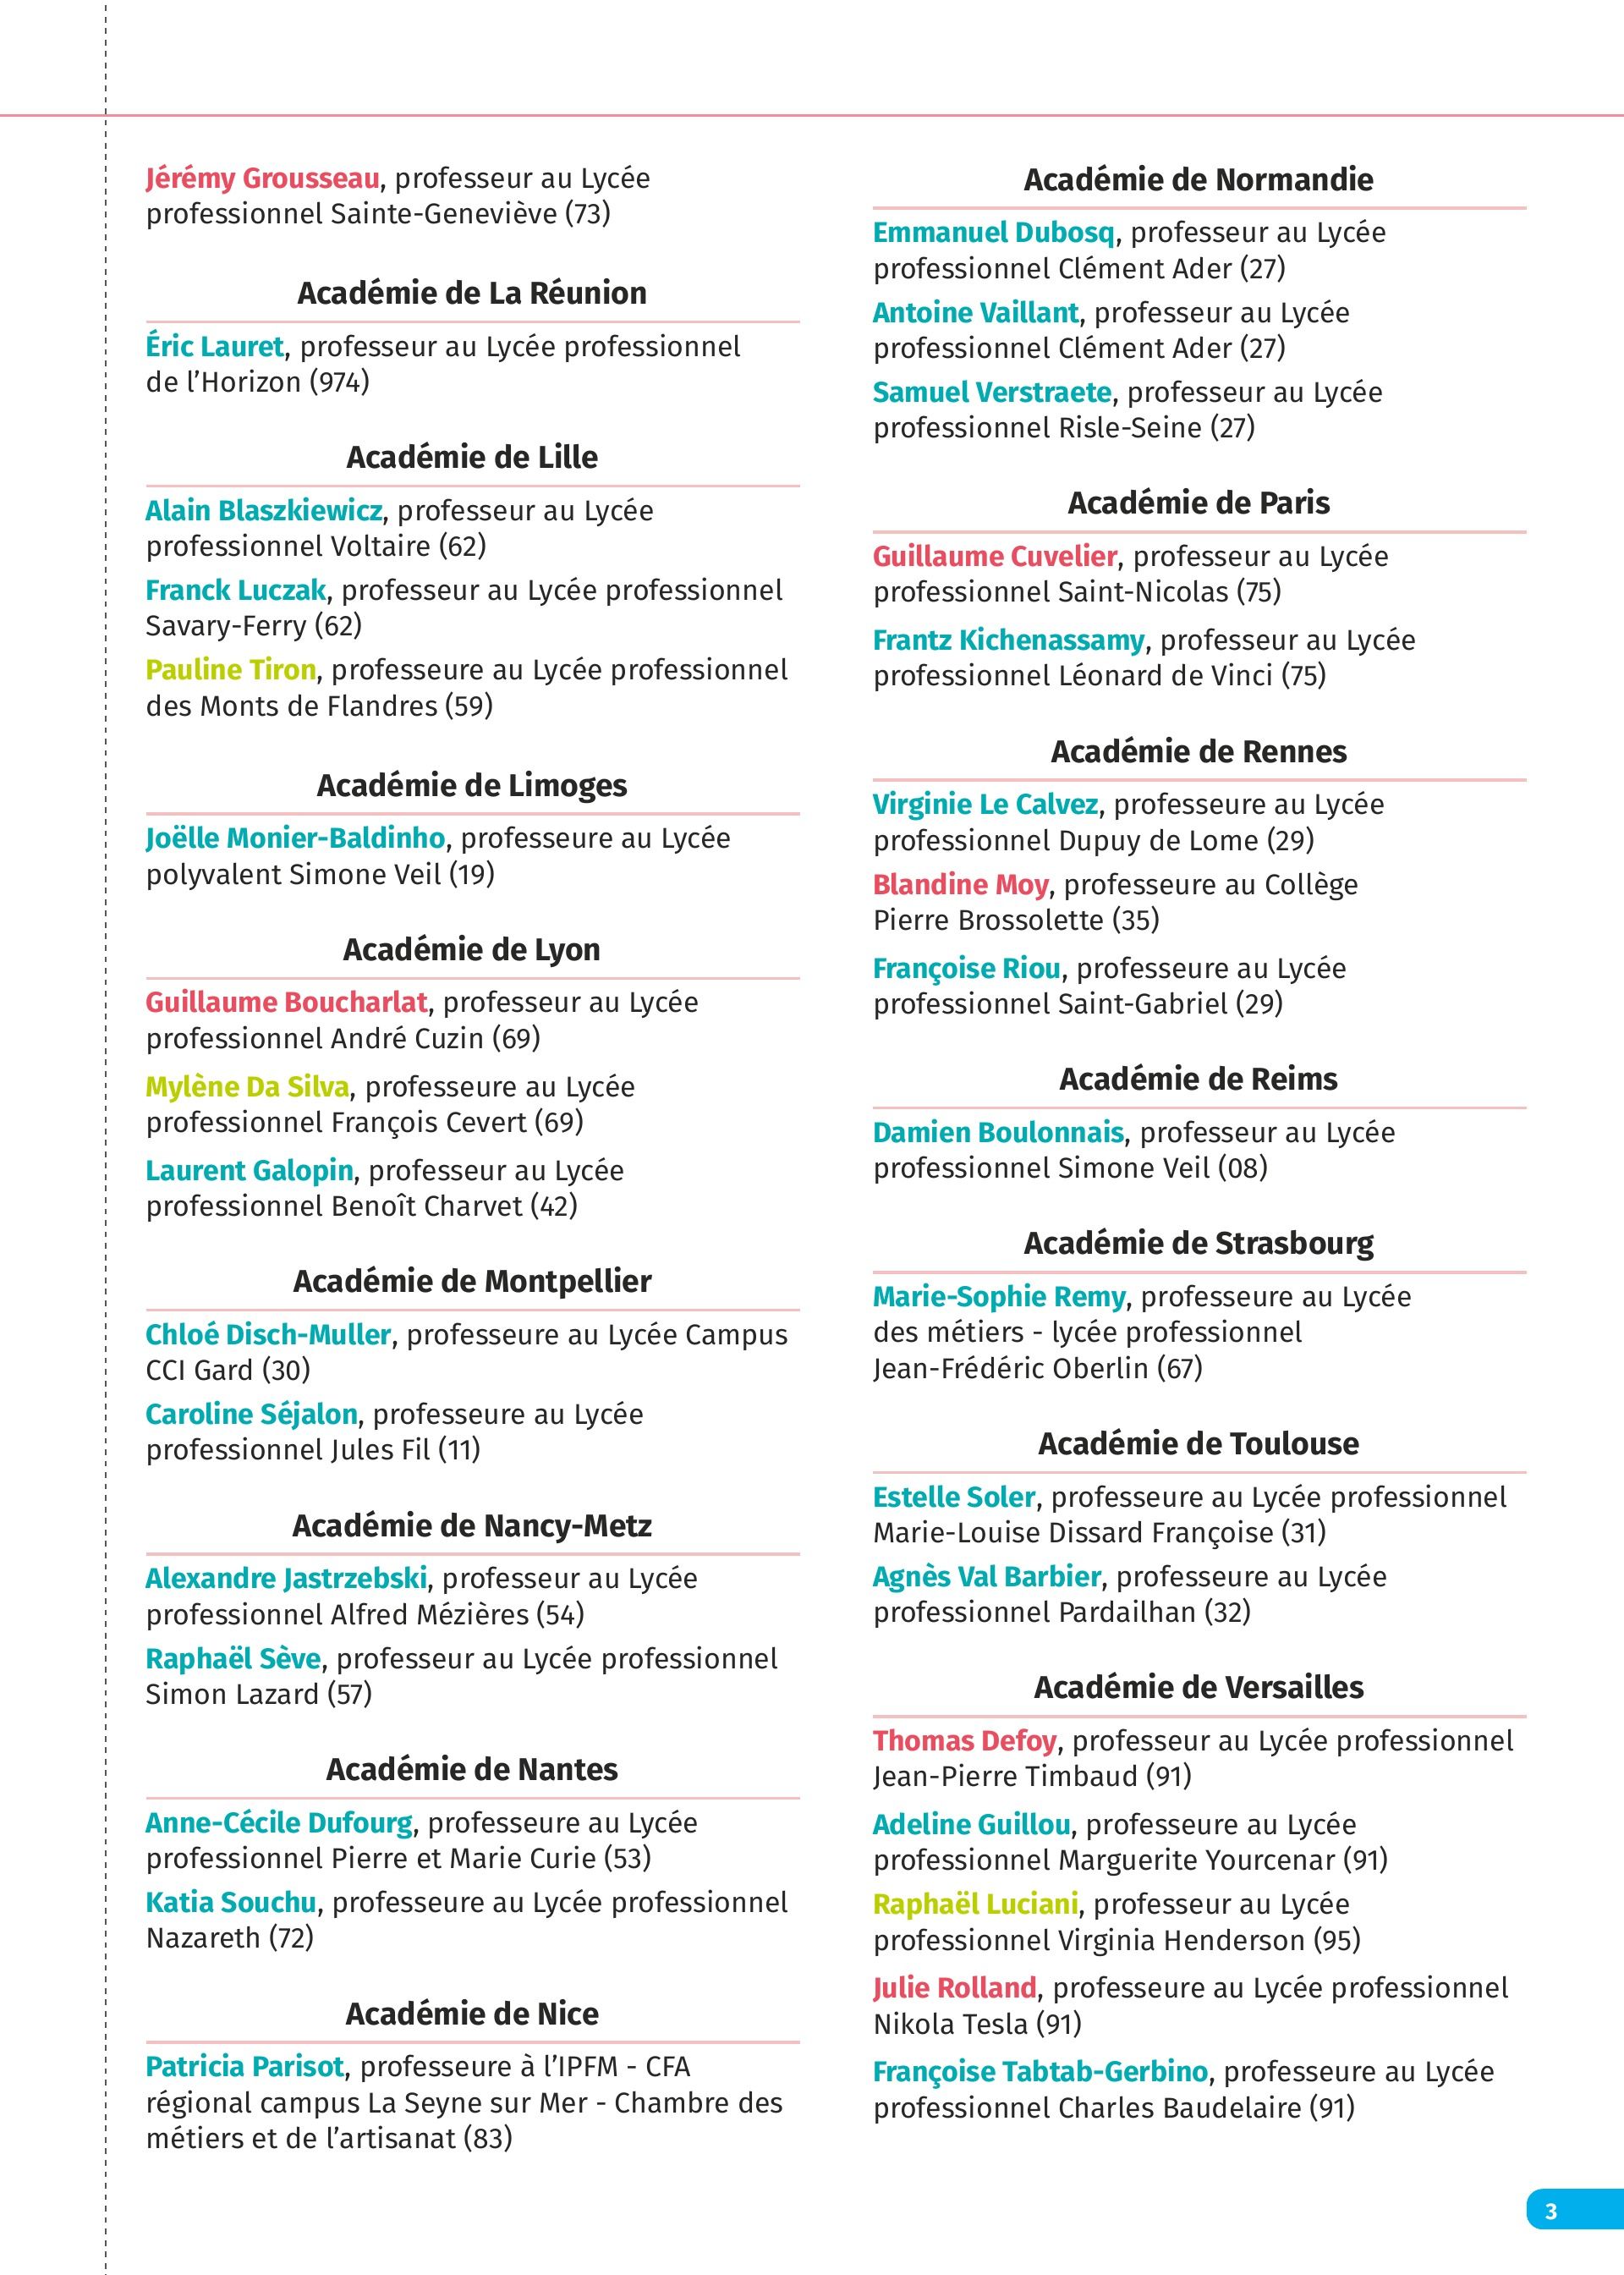 Jérémy Grousseau, professeur au Lycée
professionnel Sainte-Geneviève (73)
Académie de La Réunion
Éric Lauret, professeur au Lycée professionnel
de l’Horizon (974)
Académie de Lille
Alain Blaszkiewicz, professeur au Lycée
professionnel Voltaire (62)
Franck Luczak, professeur au Lycée professionnel
Savary-Ferry (62)
Pauline Tiron, professeure au Lycée professionnel
des Monts de Flandres (59)
Académie de Limoges
Joëlle Monier-Baldinho, professeure au Lycée
polyvalent Simone Veil (19)
Académie de Lyon
Guillaume Boucharlat, professeur au Lycée
professionnel André Cuzin (69)
Mylène Da Silva, professeure au Lycée
professionnel François Cevert (69)
Laurent Galopin, professeur au Lycée
professionnel Benoît Charvet (42)
Académie de Montpellier
Chloé Disch-Muller, professeure au Lycée Campus
CCI Gard (30)
Caroline Séjalon, professeure au Lycée
professionnel Jules Fil (11)
Académie de Nancy-Metz
Alexandre Jastrzebski, professeur au Lycée
professionnel Alfred Mézières (54)
Raphaël Sève, professeur au Lycée professionnel
Simon Lazard (57)
Académie de Nantes
Anne-Cécile Dufourg, professeure au Lycée
professionnel Pierre et Marie Curie (53)
Katia Souchu, professeure au Lycée professionnel
Nazareth (72)
Académie de Nice
Patricia Parisot, professeure à l’IPFM - CFA
régional campus La Seyne sur Mer - Chambre des
métiers et de l’artisanat (83)
Académie de Normandie
Emmanuel Dubosq, professeur au Lycée
professionnel Clément Ader (27)
Antoine Vaillant, professeur au Lycée
professionnel Clément Ader (27)
Samuel Verstraete, professeur au Lycée
professionnel Risle-Seine (27)
Académie de Paris
Guillaume Cuvelier, professeur au Lycée
professionnel Saint-Nicolas (75)
Frantz Kichenassamy, professeur au Lycée
professionnel Léonard de Vinci (75)
Académie de Rennes
Virginie Le Calvez, professeure au Lycée
professionnel Dupuy de Lome (29)
Blandine Moy, professeure au Collège
Pierre Brossolette (35)
Françoise Riou, professeure au Lycée
professionnel Saint-Gabriel (29)
Académie de Reims
Damien Boulonnais, professeur au Lycée
professionnel Simone Veil (08)
Académie de Strasbourg
Marie-Sophie Remy, professeure au Lycée
des métiers - lycée professionnel
Jean-Frédéric Oberlin (67)
Académie de Toulouse
Estelle Soler, professeure au Lycée professionnel
Marie-Louise Dissard Françoise (31)
Agnès Val Barbier, professeure au Lycée
professionnel Pardailhan (32)
Académie de Versailles
Thomas Defoy, professeur au Lycée professionnel
Jean-Pierre Timbaud (91)
Adeline Guillou, professeure au Lycée
professionnel Marguerite Yourcenar (91)
Raphaël Luciani, professeur au Lycée
professionnel Virginia Henderson (95)
Julie Rolland, professeure au Lycée professionnel
Nikola Tesla (91)
Françoise Tabtab-Gerbino, professeure au Lycée
professionnel Charles Baudelaire (91)
3